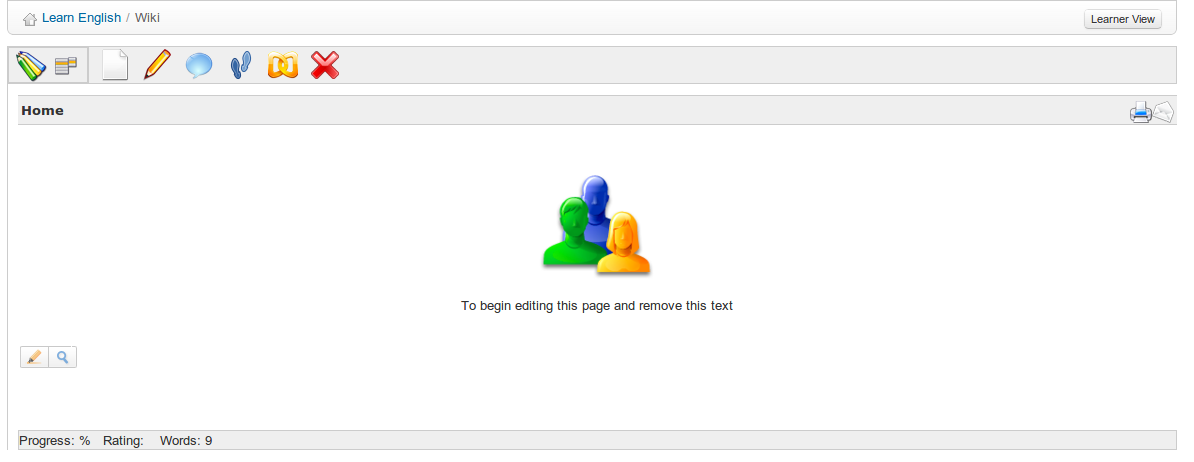 Learn English / Wiki
Learner View
Home
To begin editing this page and remove this text
Progress: % Rating: Words: 9